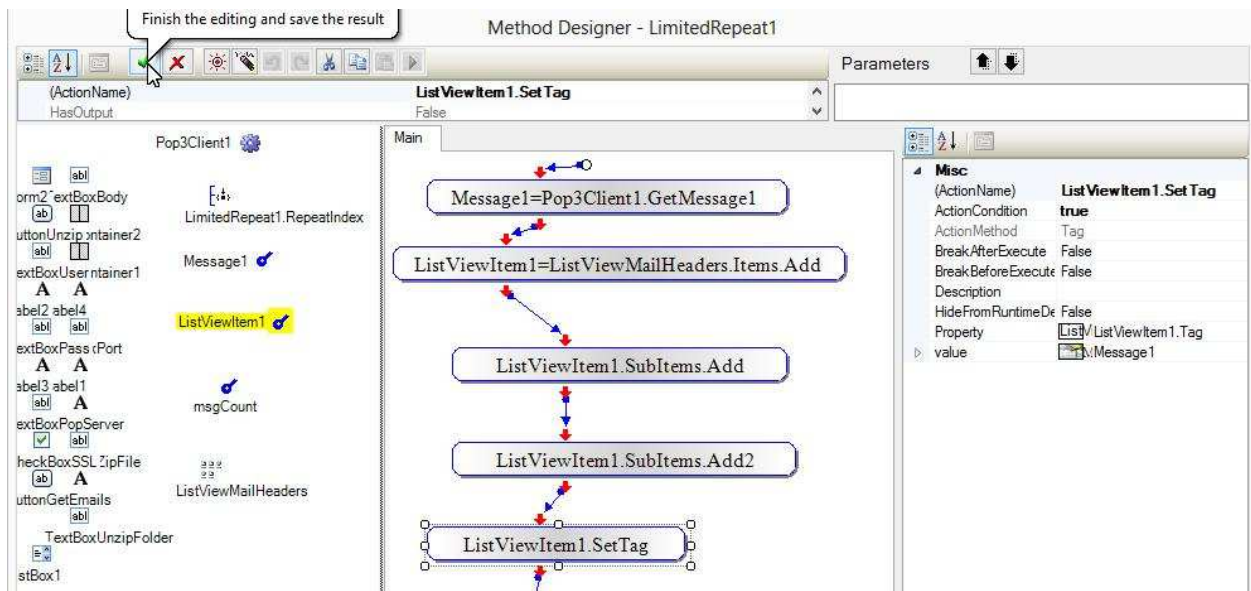 Finish the editing and save the result
Method Designer - LimitedRepeat1
Parameters
(ActionName) ListViewItem1.SetTag
HasOutput False
Pop3Client1
orm2 extBoxBody
LimitedRepeat1.RepeatIndex
uttonUnzip ontainer2
Message1
extBoxUser ntainer1
A A
abel2 abel4
ListViewItem1
extBoxPass Port
A A
abel3 abel1
msgCount
A
extBoxPopServer
heckBoxSSL ZipFile
A
ListViewMailHeaders
uttonGetEmails
TextBoxUnzipFolder
stBox1
Main
Message1=Pop3Client1.GetMessage1
ListViewItem1=ListViewMailHeaders.Items.Add
ListViewItem1.SubItems.Add
ListViewItem1.SubItems.Add2
ListViewItem1.SetTag
Misc
(ActionName) ListViewItem1.SetTag
ActionCondition true
ActionMethod Tag
BreakAfterExecute False
BreakBeforeExecute False
Description
HideFromRuntimeDe False
Property ListViewItem1.Tag
value Message1